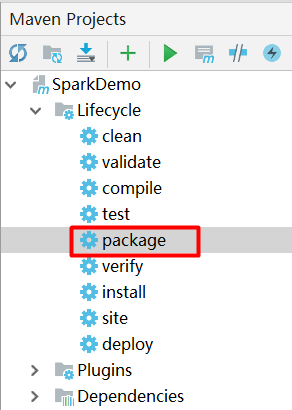 Maven Projects
SparkDemo
Lifecycle
clean
validate
compile
test
package
verify
install
site
deploy
Plugins
Dependencies